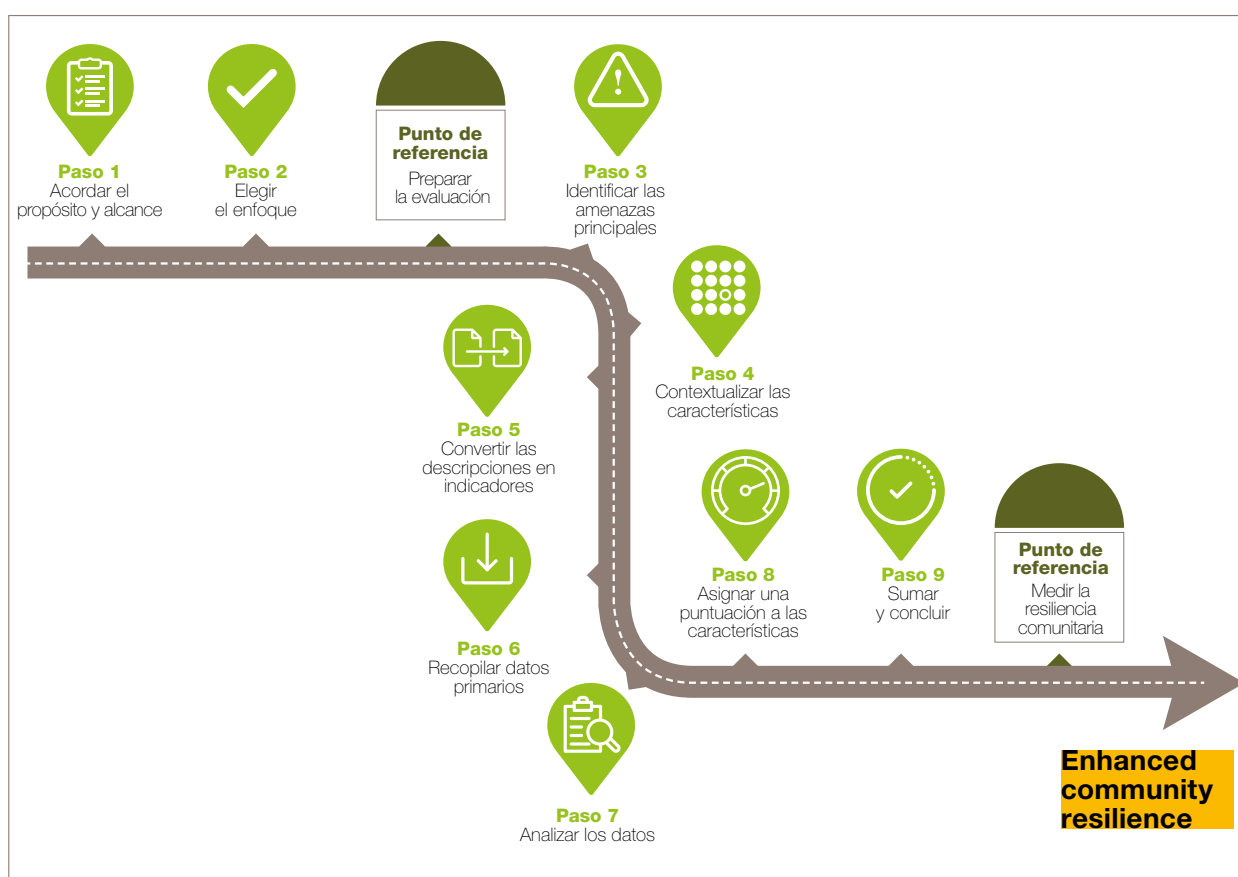 Paso 1
Acordar el
propósito y alcance
Paso 2
Elegir
el enfoque
Punto de
referencia
Preparar
la evaluación
Paso 3
Identificar las
amenazas
principales
Paso 4
Contextualizar las
características
Paso 5
Convertir las
descripciones en
indicadores
Paso 6
Recopilar datos
primarios
Paso 7
Analizar los datos
Paso 8
Asignar una
puntuación a las
características
Paso 9
Sumar
y concluir
Punto de
referencia
Medir la
resiliencia
comunitaria
Enhanced
community
resilience